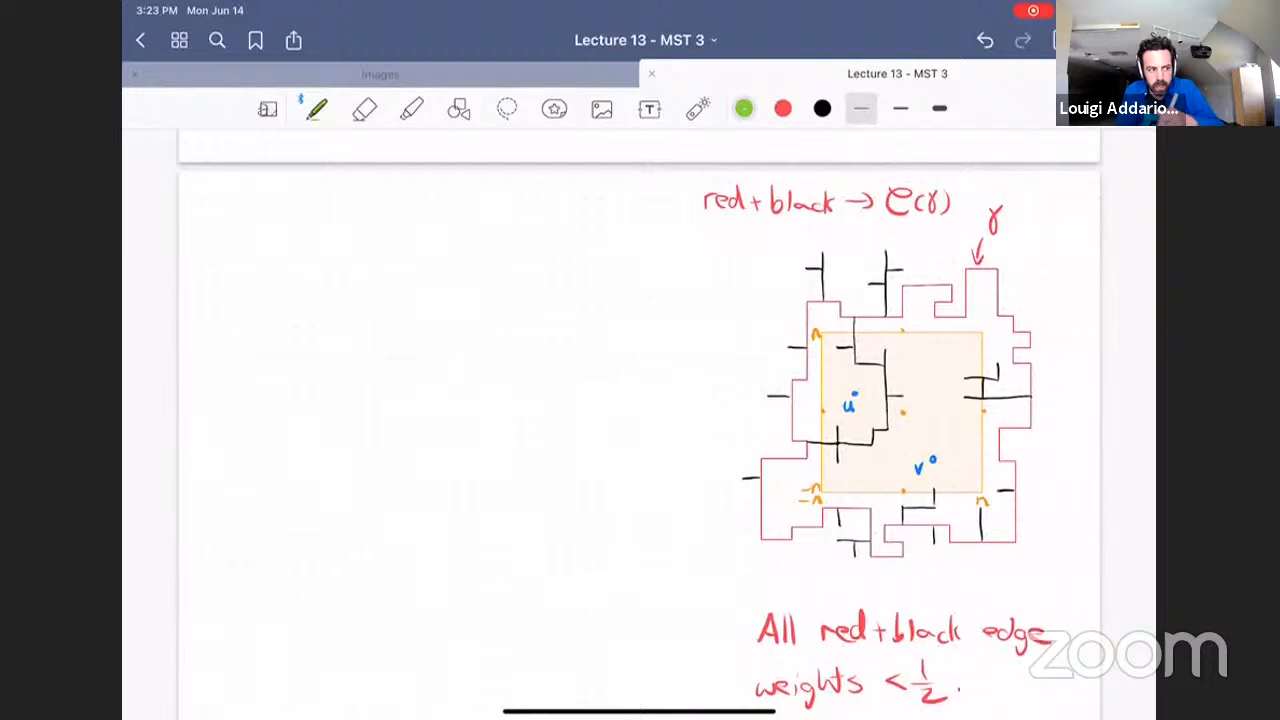 3:23 PM Mon Jun 14
Lecture 13 - MST 3
Images
Lecture 13 - MST 3
Louigi Addario...
T
red + black → C(γ)
γ
n
u
v
-n
-n
n
All red + black edge
weights < 1/2.
zoom